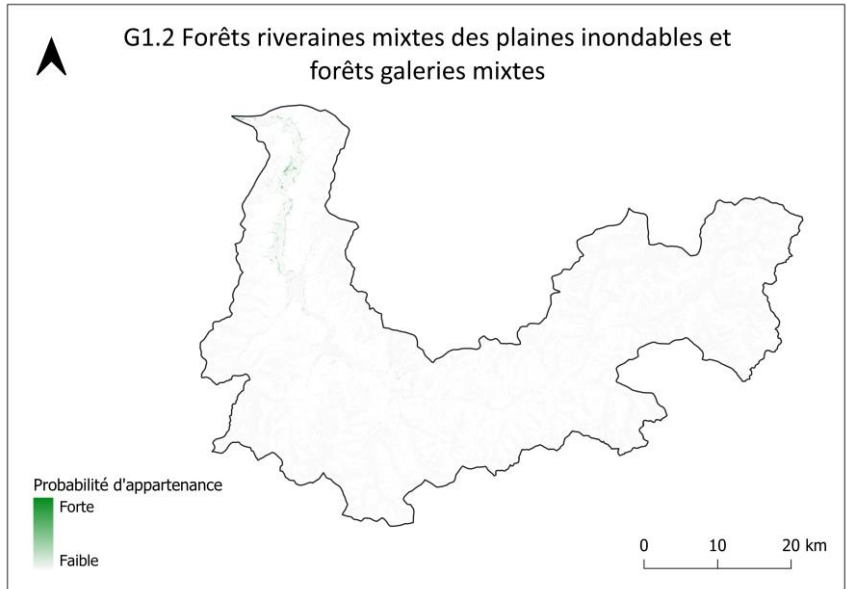 G1.2 Forêts riveraines mixtes des plaines inondables et
forêts galeries mixtes
Probabilité d'appartenance
Forte
Faible
0 10 20 km